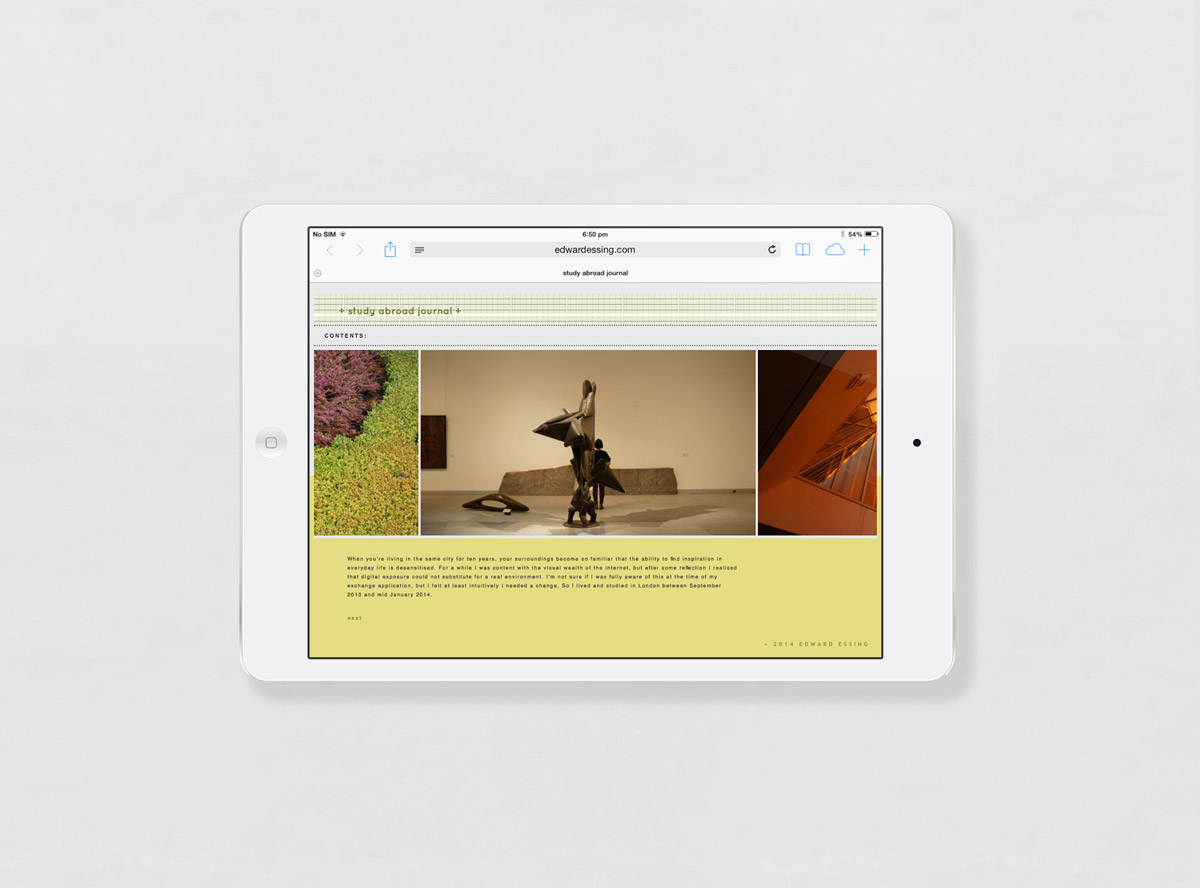 No SIM 6:50 pm 54%
edwardessing.com
study abroad journal
+ study abroad journal +
CONTENTS:
When you're living in the same city for ten years, your surroundings become so familiar that the ability to find inspiration in
everyday life is desensitised. For a while I was content with the visual wealth of the internet, but after some reflection I realised
that digital exposure could not substitute for a real environment. I'm not sure if I was fully aware of this at the time of my
exchange application, but I felt at least intuitively I needed a change. So I lived and studied in London between September
2013 and mid January 2014.
next
+ 2014 EDWARD ESSING